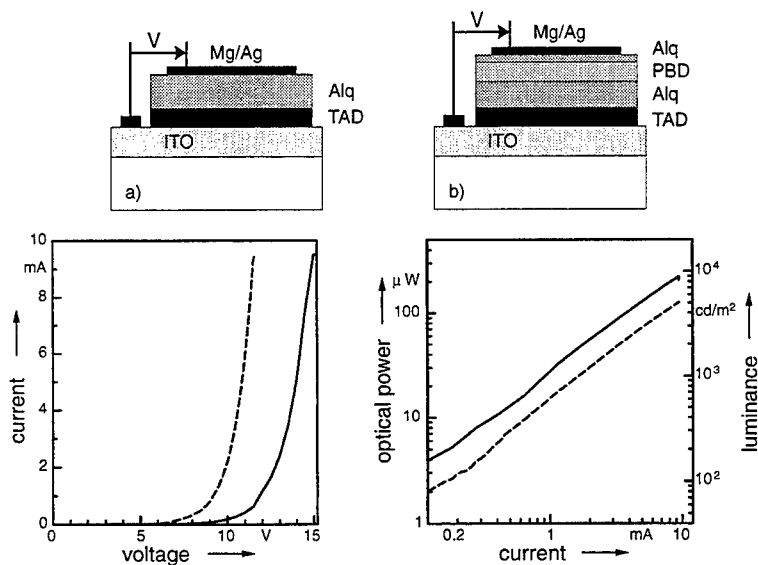 V
Mg/Ag
Alq
TAD
ITO
a)
V
Mg/Ag
Alq
PBD
Alq
TAD
ITO
b)
10
mA
8
6
4
2
0
0
5
10
V
15
current
voltage
μW
100
10
1
0.2
1
mA
10
10⁴
cd/m²
10³
10²
optical power
luminance
current